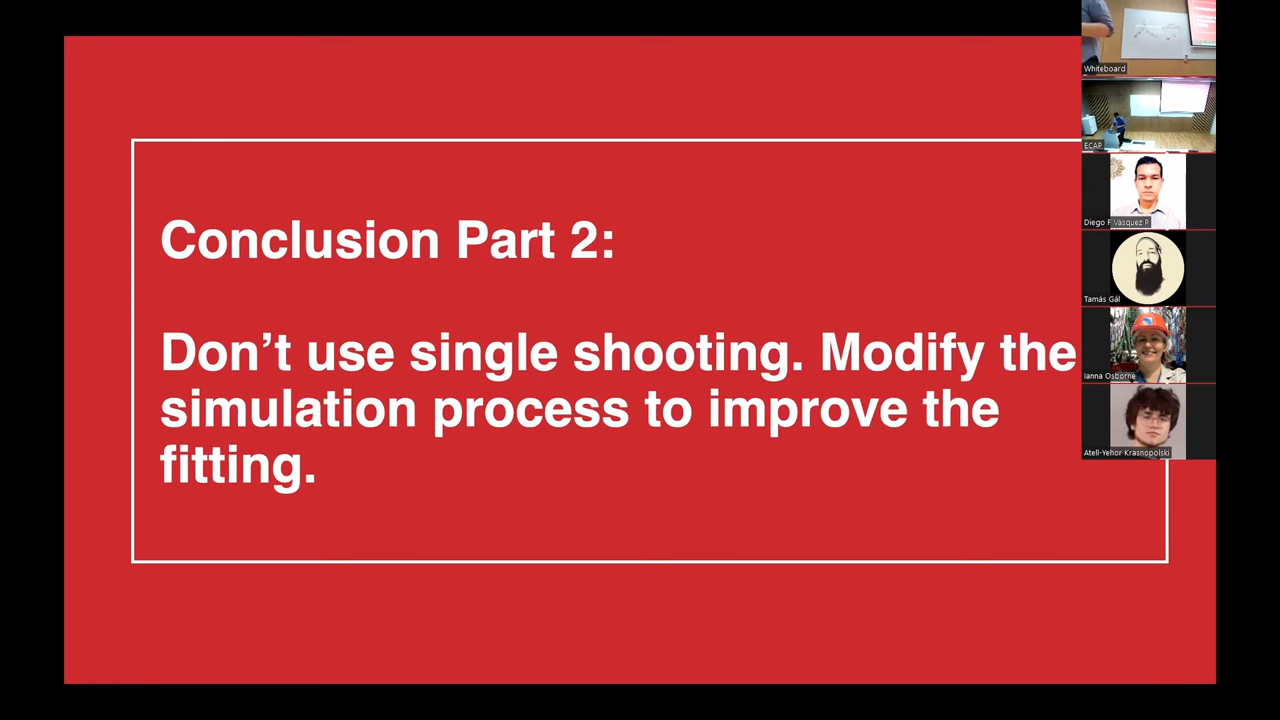 Conclusion Part 2:
Don’t use single shooting. Modify the
simulation process to improve the
fitting.
Whiteboard
ECAP
Diego F Vasquez P
Tamás Gál
Ianna Osborne
Atell-Yehor Krasnopolski